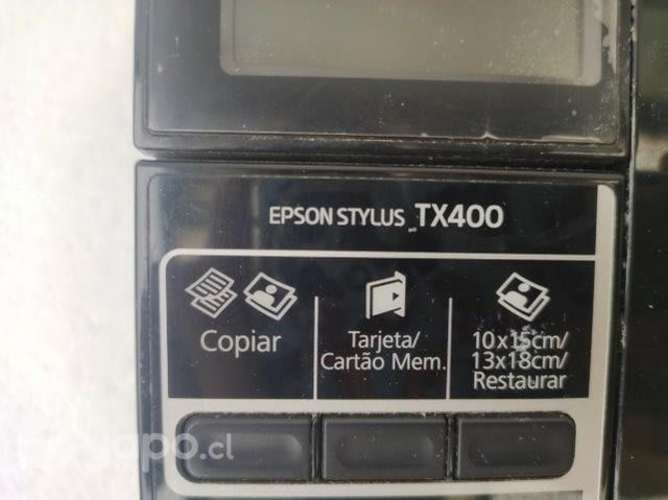 EPSON STYLUS TX400
Copiar
Tarjeta/
Cartão Mem.
10x15cm/
13x18cm/
Restaurar